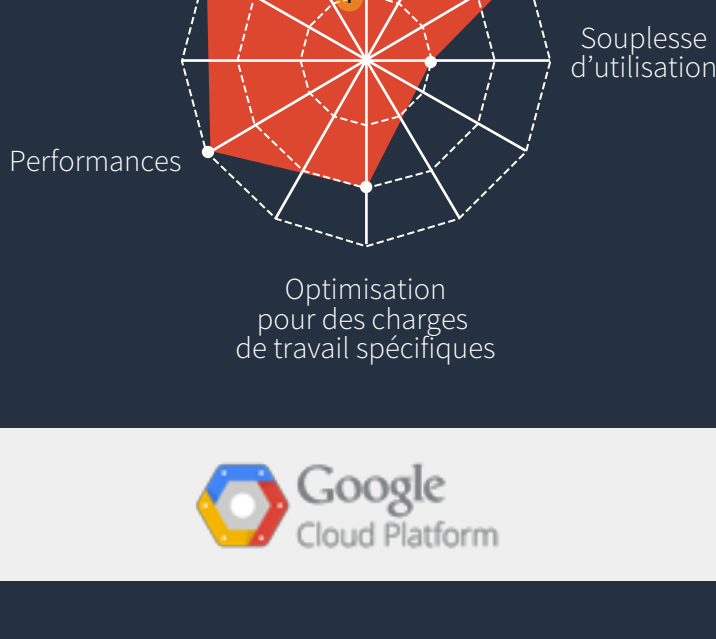 Souplesse
d’utilisation
Performances
Optimisation
pour des charges
de travail spécifiques
Google
Cloud Platform